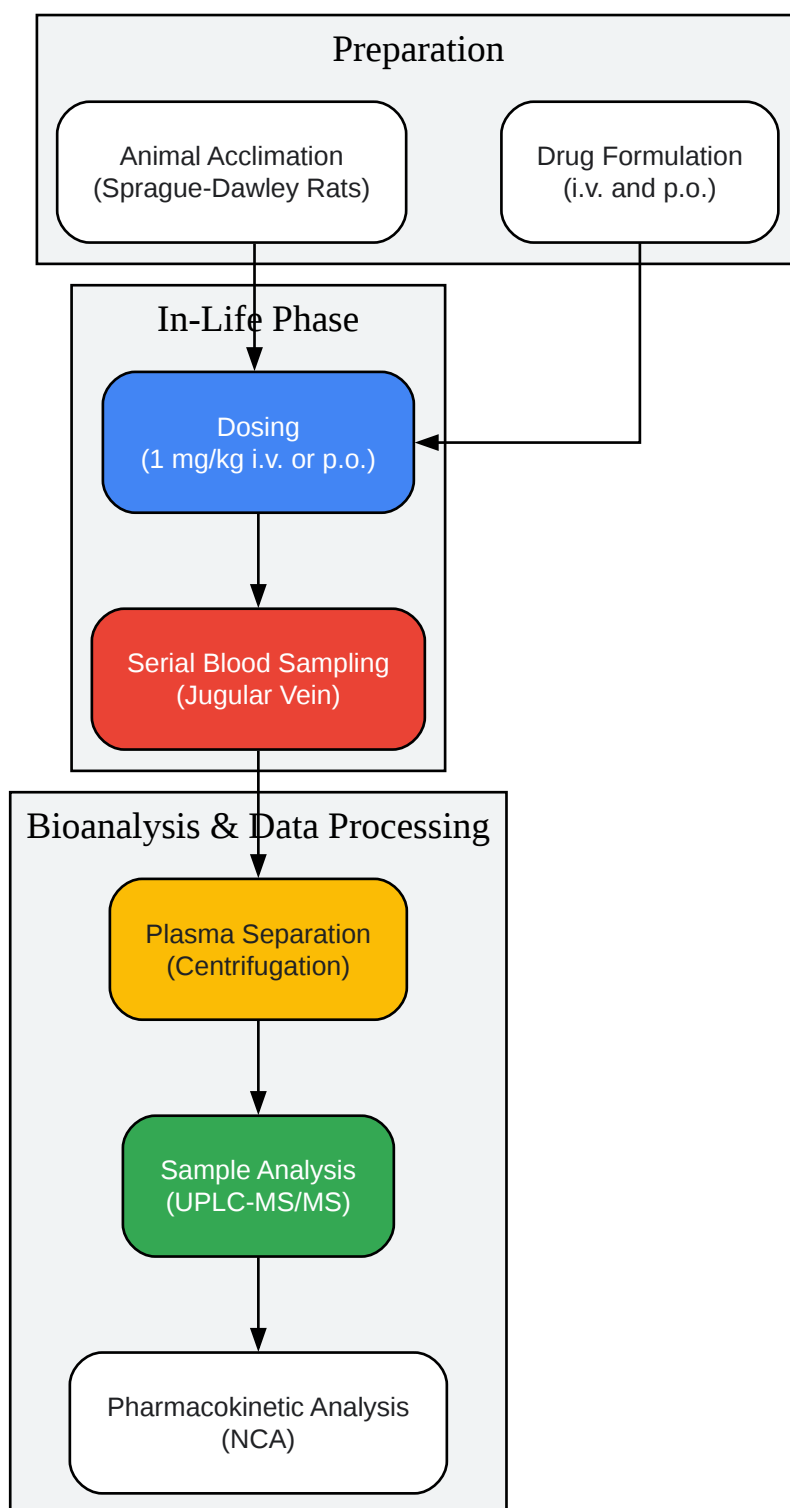 Preparation
Animal Acclimation
(Sprague-Dawley Rats)
Drug Formulation
(i.v. and p.o.)
In-Life Phase
Dosing
(1 mg/kg i.v. or p.o.)
Serial Blood Sampling
(Jugular Vein)
Bioanalysis & Data Processing
Plasma Separation
(Centrifugation)
Sample Analysis
(UPLC-MS/MS)
Pharmacokinetic Analysis
(NCA)